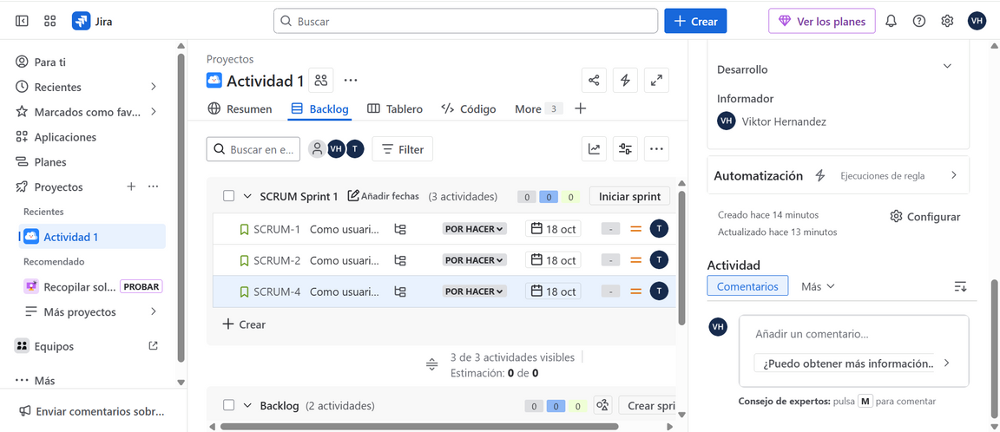 Jira
Buscar
Crear
Ver los planes
VH
Para ti
Recientes
Marcados como fav...
Aplicaciones
Planes
Proyectos
Recientes
Actividad 1
Recomendado
Recopilar sol... PROBAR
Más proyectos
Equipos
Más
Enviar comentarios sobr...
Proyectos
Actividad 1
Resumen Backlog Tablero Código More 3
Buscar en e... VH T Filter
SCRUM Sprint 1 Añadir fechas (3 actividades) 0 0 0 Iniciar sprint
SCRUM-1 Como usuari... POR HACER 18 oct - T
SCRUM-2 Como usuari... POR HACER 18 oct - T
SCRUM-4 Como usuari... POR HACER 18 oct - T
Crear
3 de 3 actividades visibles
Estimación: 0 de 0
Backlog (2 actividades) 0 0 0 Crear spri
Desarrollo
Informador
VH Viktor Hernandez
Automatización Ejecuciones de regla
Creado hace 14 minutos
Configurar
Actualizado hace 13 minutos
Actividad
Comentarios Más
VH Añadir un comentario...
¿Puedo obtener más información..
Consejo de expertos: pulsa M para comentar